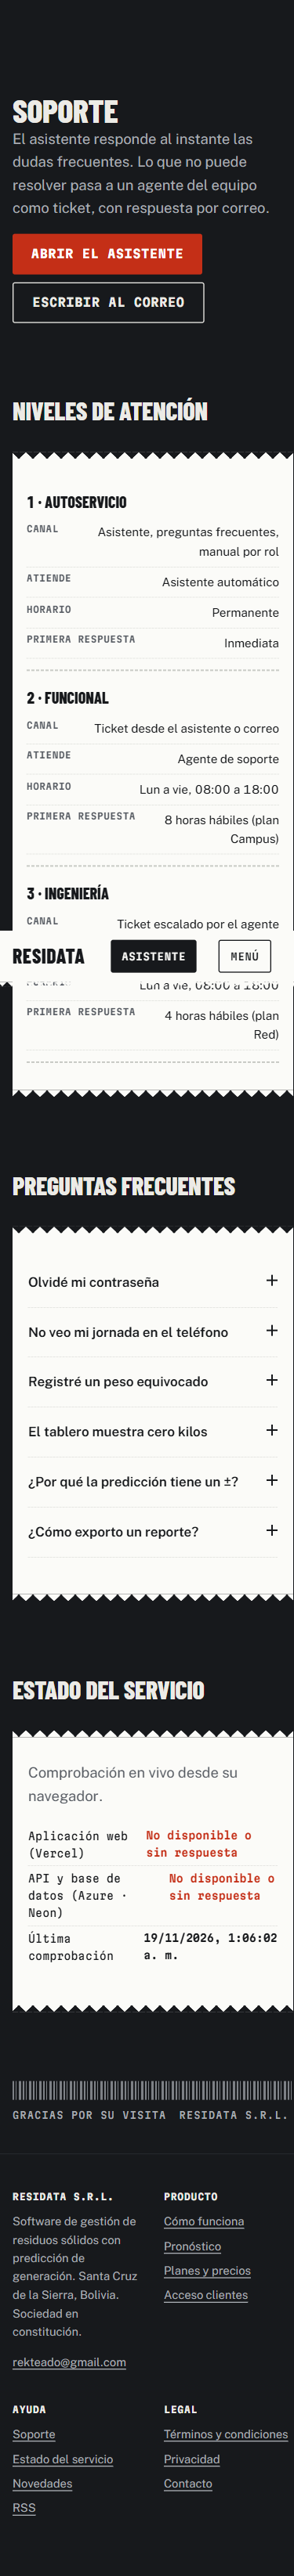 SOPORTE
El asistente responde al instante las
dudas frecuentes. Lo que no puede
resolver pasa a un agente del equipo
como ticket, con respuesta por correo.
ABRIR EL ASISTENTE
ESCRIBIR AL CORREO
NIVELES DE ATENCIÓN
1 · AUTOSERVICIO
CANAL Asistente, preguntas frecuentes,
manual por rol
ATIENDE Asistente automático
HORARIO Permanente
PRIMERA RESPUESTA Inmediata
2 · FUNCIONAL
CANAL Ticket desde el asistente o correo
ATIENDE Agente de soporte
HORARIO Lun a vie, 08:00 a 18:00
PRIMERA RESPUESTA 8 horas hábiles (plan
Campus)
3 · INGENIERÍA
CANAL Ticket escalado por el agente
RESIDATA ASISTENTE MENÚ
HORARIO Lun a vie, 08:00 a 18:00
PRIMERA RESPUESTA 4 horas hábiles (plan
Red)
PREGUNTAS FRECUENTES
Olvidé mi contraseña +
No veo mi jornada en el teléfono +
Registré un peso equivocado +
El tablero muestra cero kilos +
¿Por qué la predicción tiene un ±? +
¿Cómo exporto un reporte? +
ESTADO DEL SERVICIO
Comprobación en vivo desde su
navegador.
Aplicación web No disponible o
(Vercel) sin respuesta
API y base de No disponible o
datos (Azure · sin respuesta
Neon)
Última 19/11/2026, 1:06:02
comprobación a. m.
GRACIAS POR SU VISITA RESIDATA S.R.L.
RESIDATA S.R.L.
Software de gestión de
residuos sólidos con
predicción de
generación. Santa Cruz
de la Sierra, Bolivia.
Sociedad en
constitución.
rekteado@gmail.com
PRODUCTO
Cómo funciona
Pronóstico
Planes y precios
Acceso clientes
AYUDA
Soporte
Estado del servicio
Novedades
RSS
LEGAL
Términos y condiciones
Privacidad
Contacto